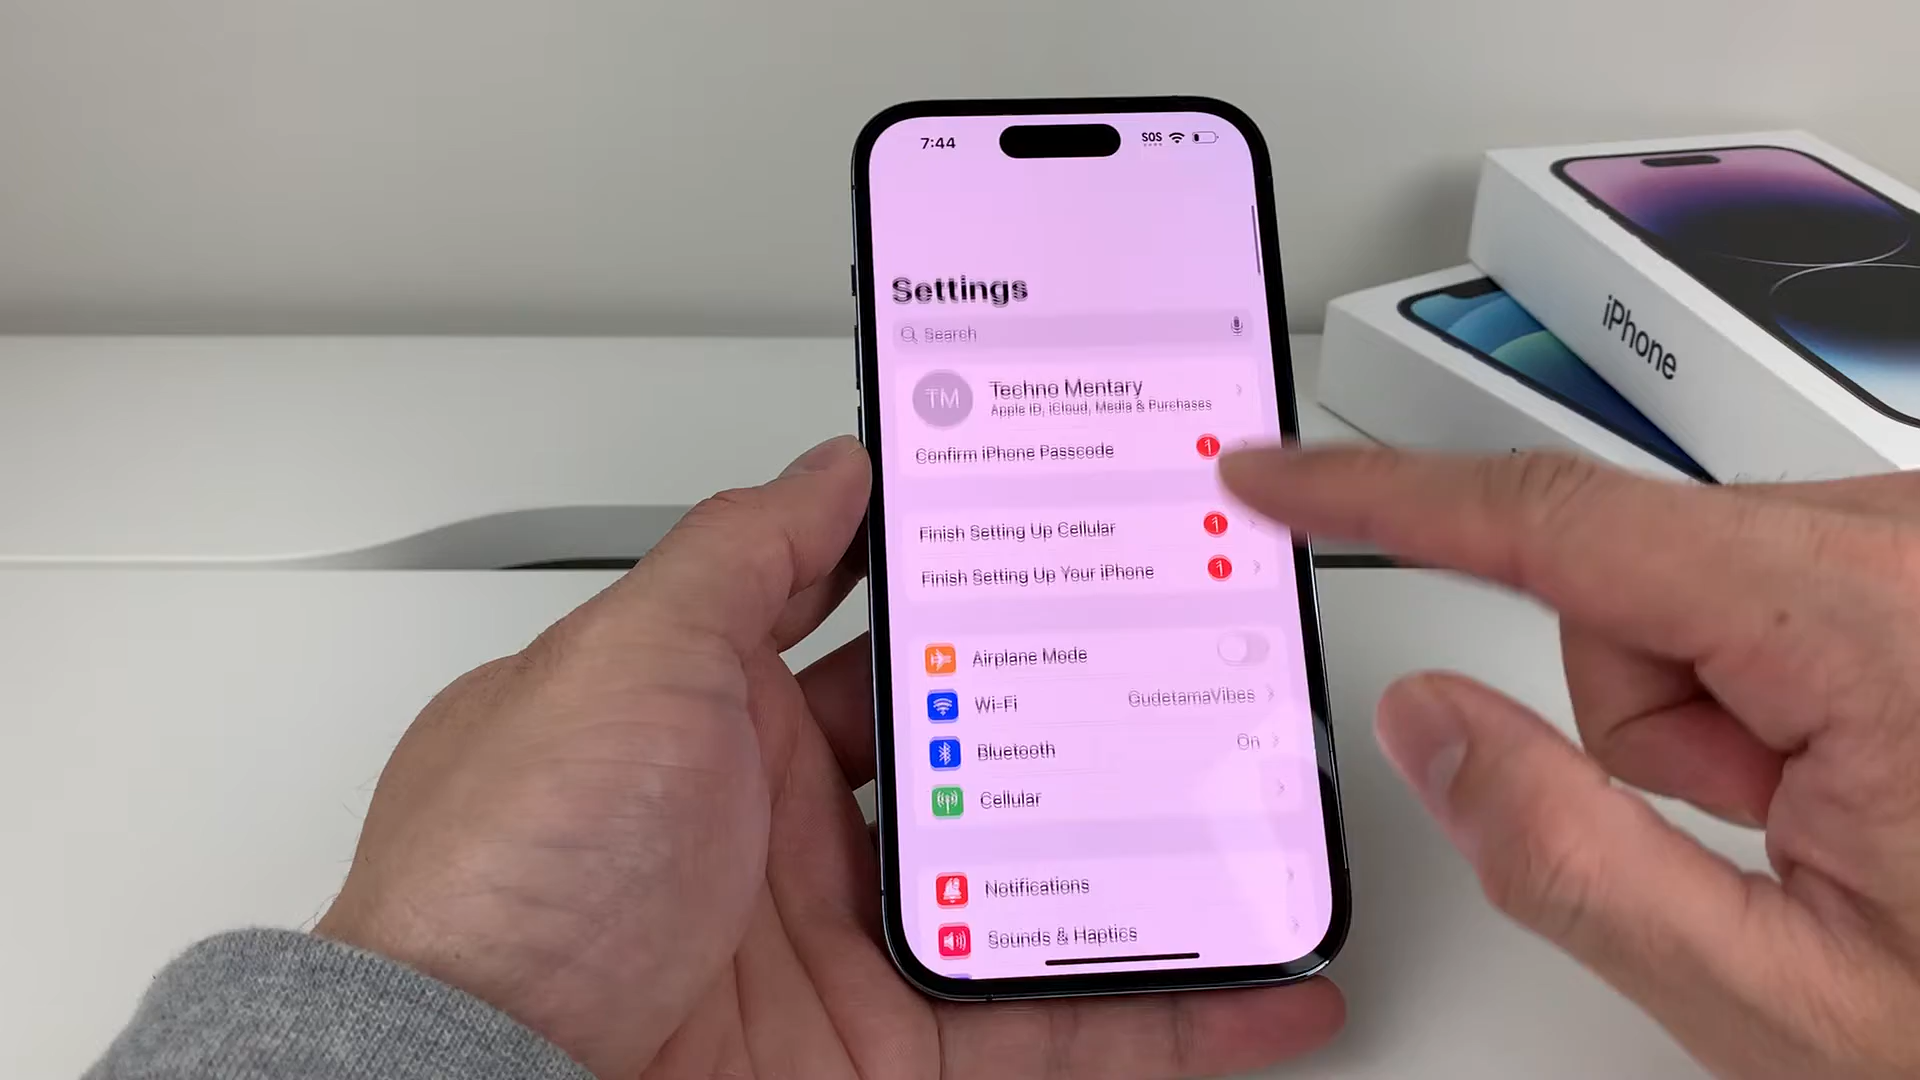 7:44
SOS
Settings
Search
TM
Techno Mentary
Apple ID, iCloud, Media & Purchases
Confirm iPhone Passcode
1
Finish Setting Up Cellular
1
Finish Setting Up Your iPhone
1
Airplane Mode
Wi-Fi
GudetamaVibes
Bluetooth
On
Cellular
Notifications
Sounds & Haptics
iPhone